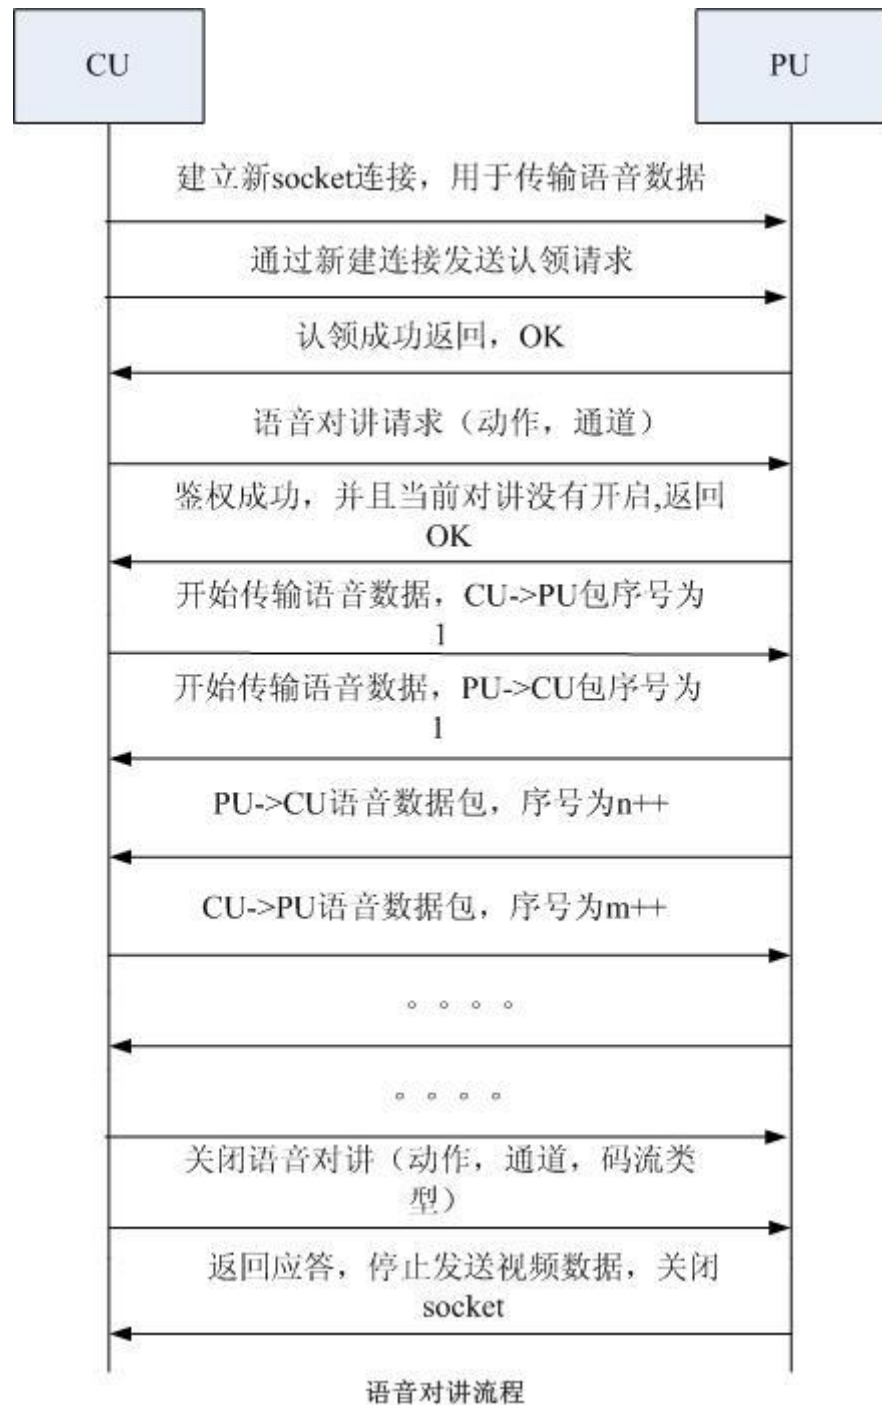 CU
PU
建立新socket连接，用于传输语音数据
通过新建连接发送认领请求
认领成功返回，OK
语音对讲请求（动作，通道）
鉴权成功，并且当前对讲没有开启,返回
OK
开始传输语音数据，CU->PU包序号为
1
开始传输语音数据，PU->CU包序号为
1
PU->CU语音数据包，序号为n++
CU->PU语音数据包，序号为m++
。。。。
。。。。
关闭语音对讲（动作，通道，码流类
型）
返回应答，停止发送视频数据，关闭
socket
语音对讲流程